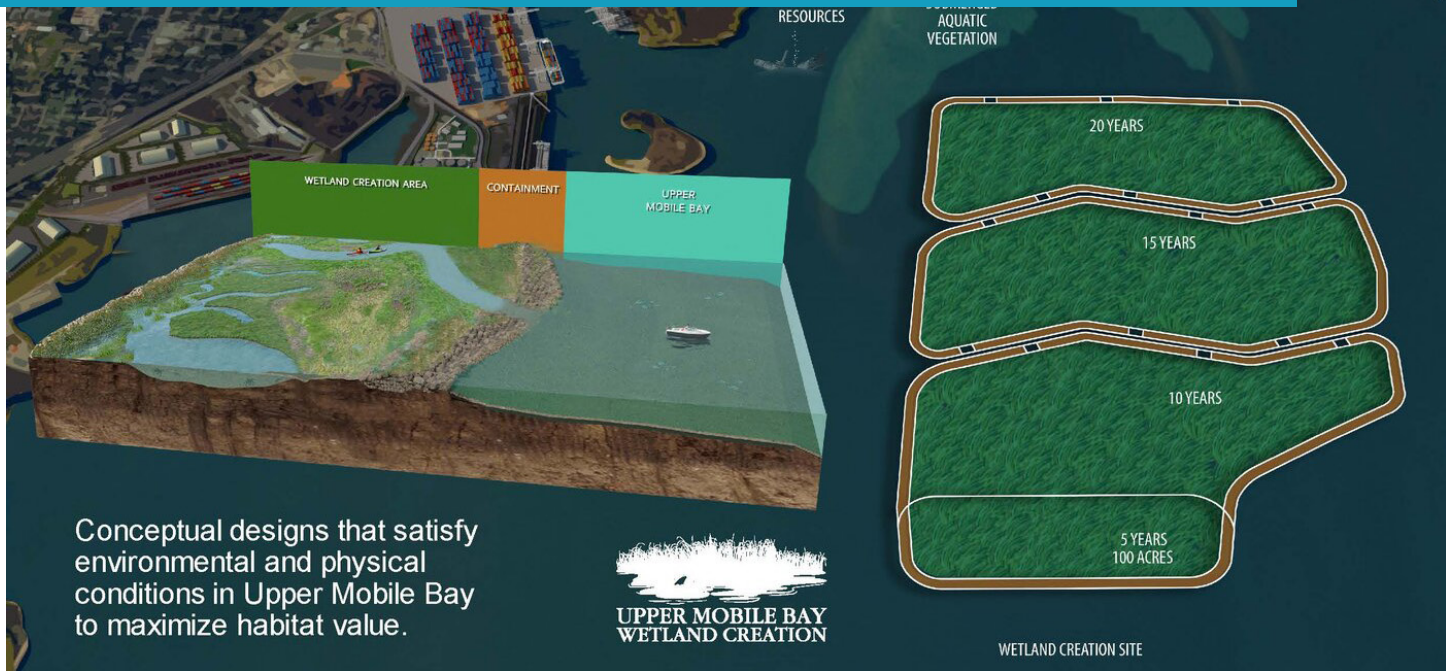 RESOURCES
AQUATIC
VEGETATION
20 YEARS
WETLAND CREATION AREA
CONTAINMENT
UPPER
MOBILE BAY
15 YEARS
10 YEARS
5 YEARS
100 ACRES
Conceptual designs that satisfy
environmental and physical
conditions in Upper Mobile Bay
to maximize habitat value.
UPPER MOBILE BAY
WETLAND CREATION
WETLAND CREATION SITE